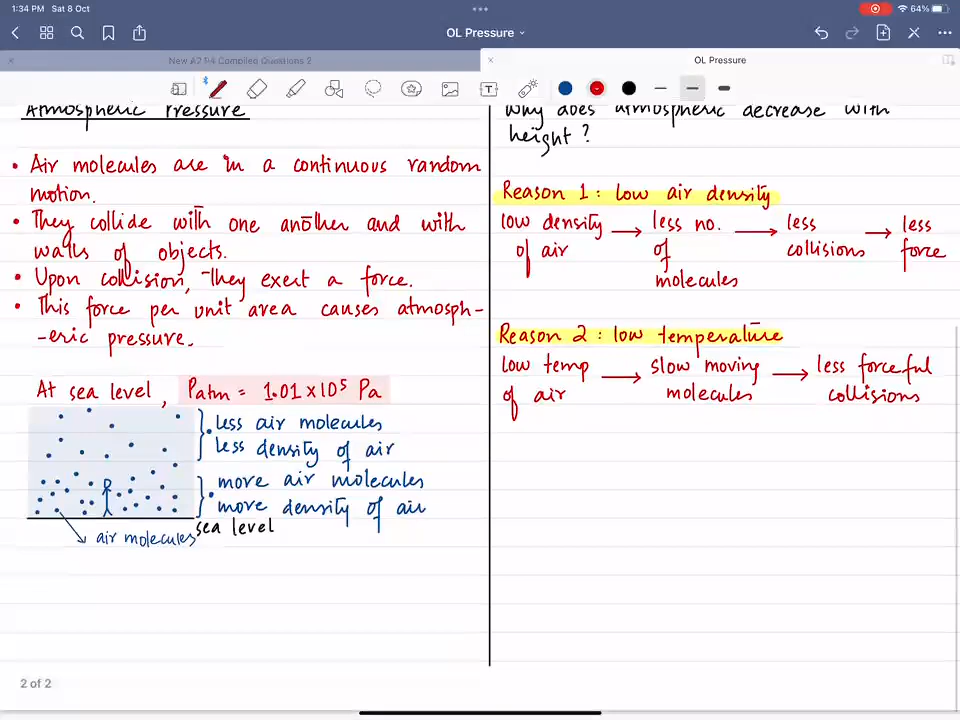 1:34 PM Sat 8 Oct
64%
OL Pressure
New A2 P4 Compiled Questions 2
OL Pressure
Atmospheric Pressure
• Air molecules are in a continuous random
motion.
• They collide with one another and with
walls of objects.
• Upon collision, they exert a force.
• This force per unit area causes atmosph-
-eric pressure.
At sea level, Patm = 1.01 × 10⁵ Pa
• less air molecules
less density of air
• more air molecules
more density of air
sea level
air molecules
2 of 2
Why does atmospheric decrease with
height?
Reason 1: low air density
low density → less no. → less → less
of air of collisions force
molecules
Reason 2: low temperature
low temp → slow moving → less forceful
of air molecules collisions